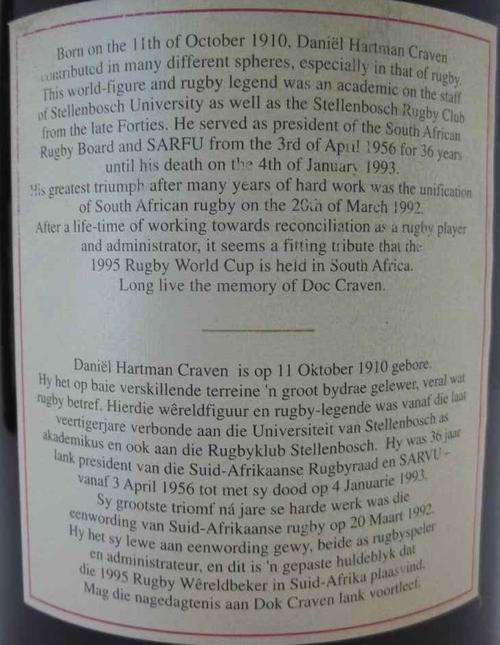 Born on the 11th of October 1910, Daniël Hartman Craven
contributed in many different spheres, especially in that of rugby.
This world-figure and rugby legend was an academic on the staff
of Stellenbosch University as well as the Stellenbosch Rugby Club
from the late Forties. He served as president of the South African
Rugby Board and SARFU from the 3rd of April 1956 for 36 years
until his death on the 4th of January 1993.
His greatest triumph after many years of hard work was the unification
of South African rugby on the 20th of March 1992.
After a life-time of working towards reconciliation as a rugby player
and administrator, it seems a fitting tribute that the
1995 Rugby World Cup is held in South Africa.
Long live the memory of Doc Craven.
Daniël Hartman Craven is op 11 Oktober 1910 gebore.
Hy het op baie verskillende terreine 'n groot bydrae gelewer, veral wat
rugby betref. Hierdie wêreldfiguur en rugby-legende was vanaf die laat
veertigerjare verbonde aan die Universiteit van Stellenbosch as
akademikus en ook aan die Rugbyklub Stellenbosch. Hy was 36 jaar
lank president van die Suid-Afrikaanse Rugbyraad en SARVU -
vanaf 3 April 1956 tot met sy dood op 4 Januarie 1993.
Sy grootste triomf ná jare se harde werk was die
eenwording van Suid-Afrikaanse rugby op 20 Maart 1992.
Hy het sy lewe aan eenwording gewy, beide as rugbyspeler
en administrateur, en dit is 'n gepaste huldeblyk dat
die 1995 Rugby Wêreldbeker in Suid-Afrika plaasvind.
Mag die nagedagtenis aan Dok Craven lank voortleef.